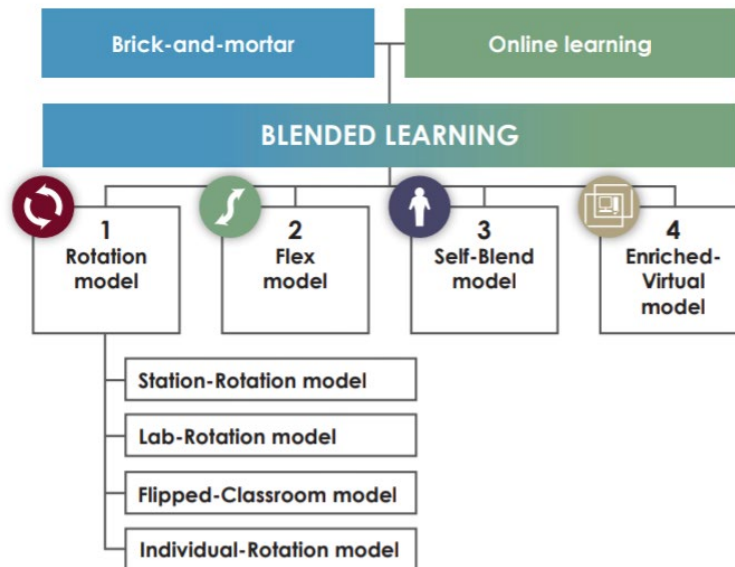 Brick-and-mortar
Online learning
BLENDED LEARNING
1
Rotation
model
2
Flex
model
3
Self-Blend
model
4
Enriched-
Virtual
model
Station-Rotation model
Lab-Rotation model
Flipped-Classroom model
Individual-Rotation model